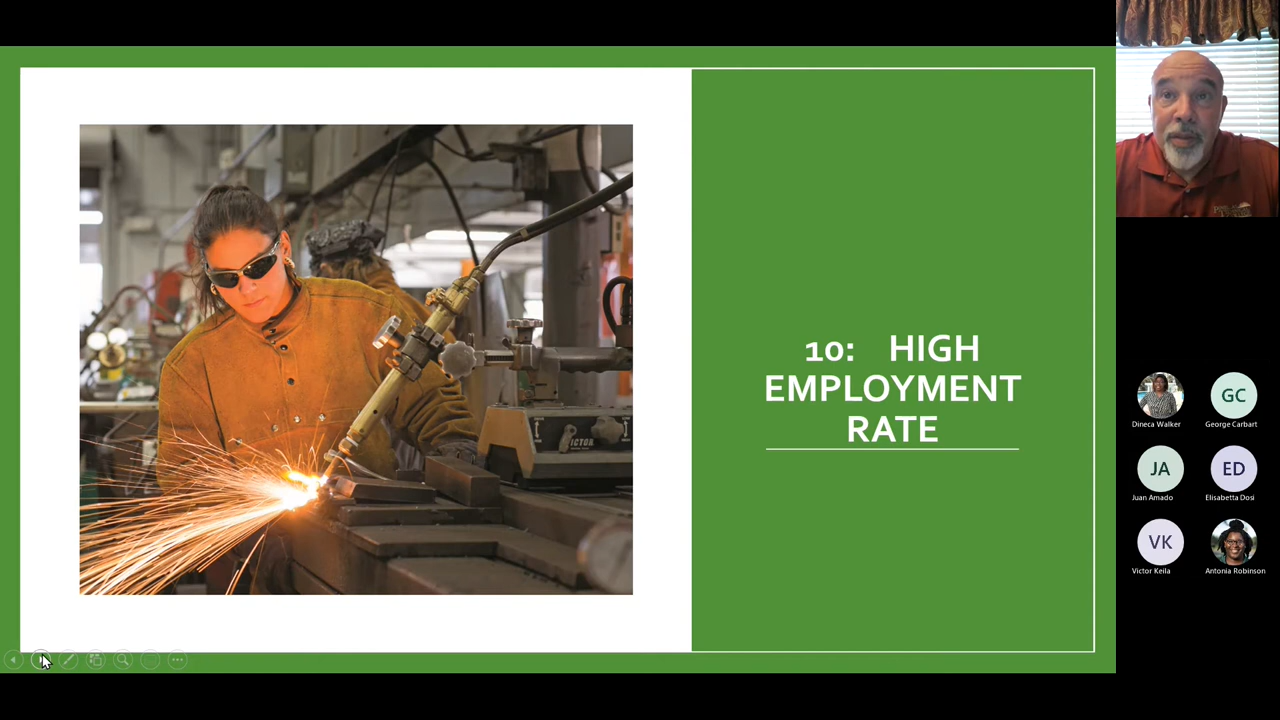 10: HIGH
EMPLOYMENT
RATE
VICTOR
Dineca Walker
GC
George Carbart
JA
Juan Amado
ED
Elisabetta Dosi
VK
Victor Keila
Antonia Robinson